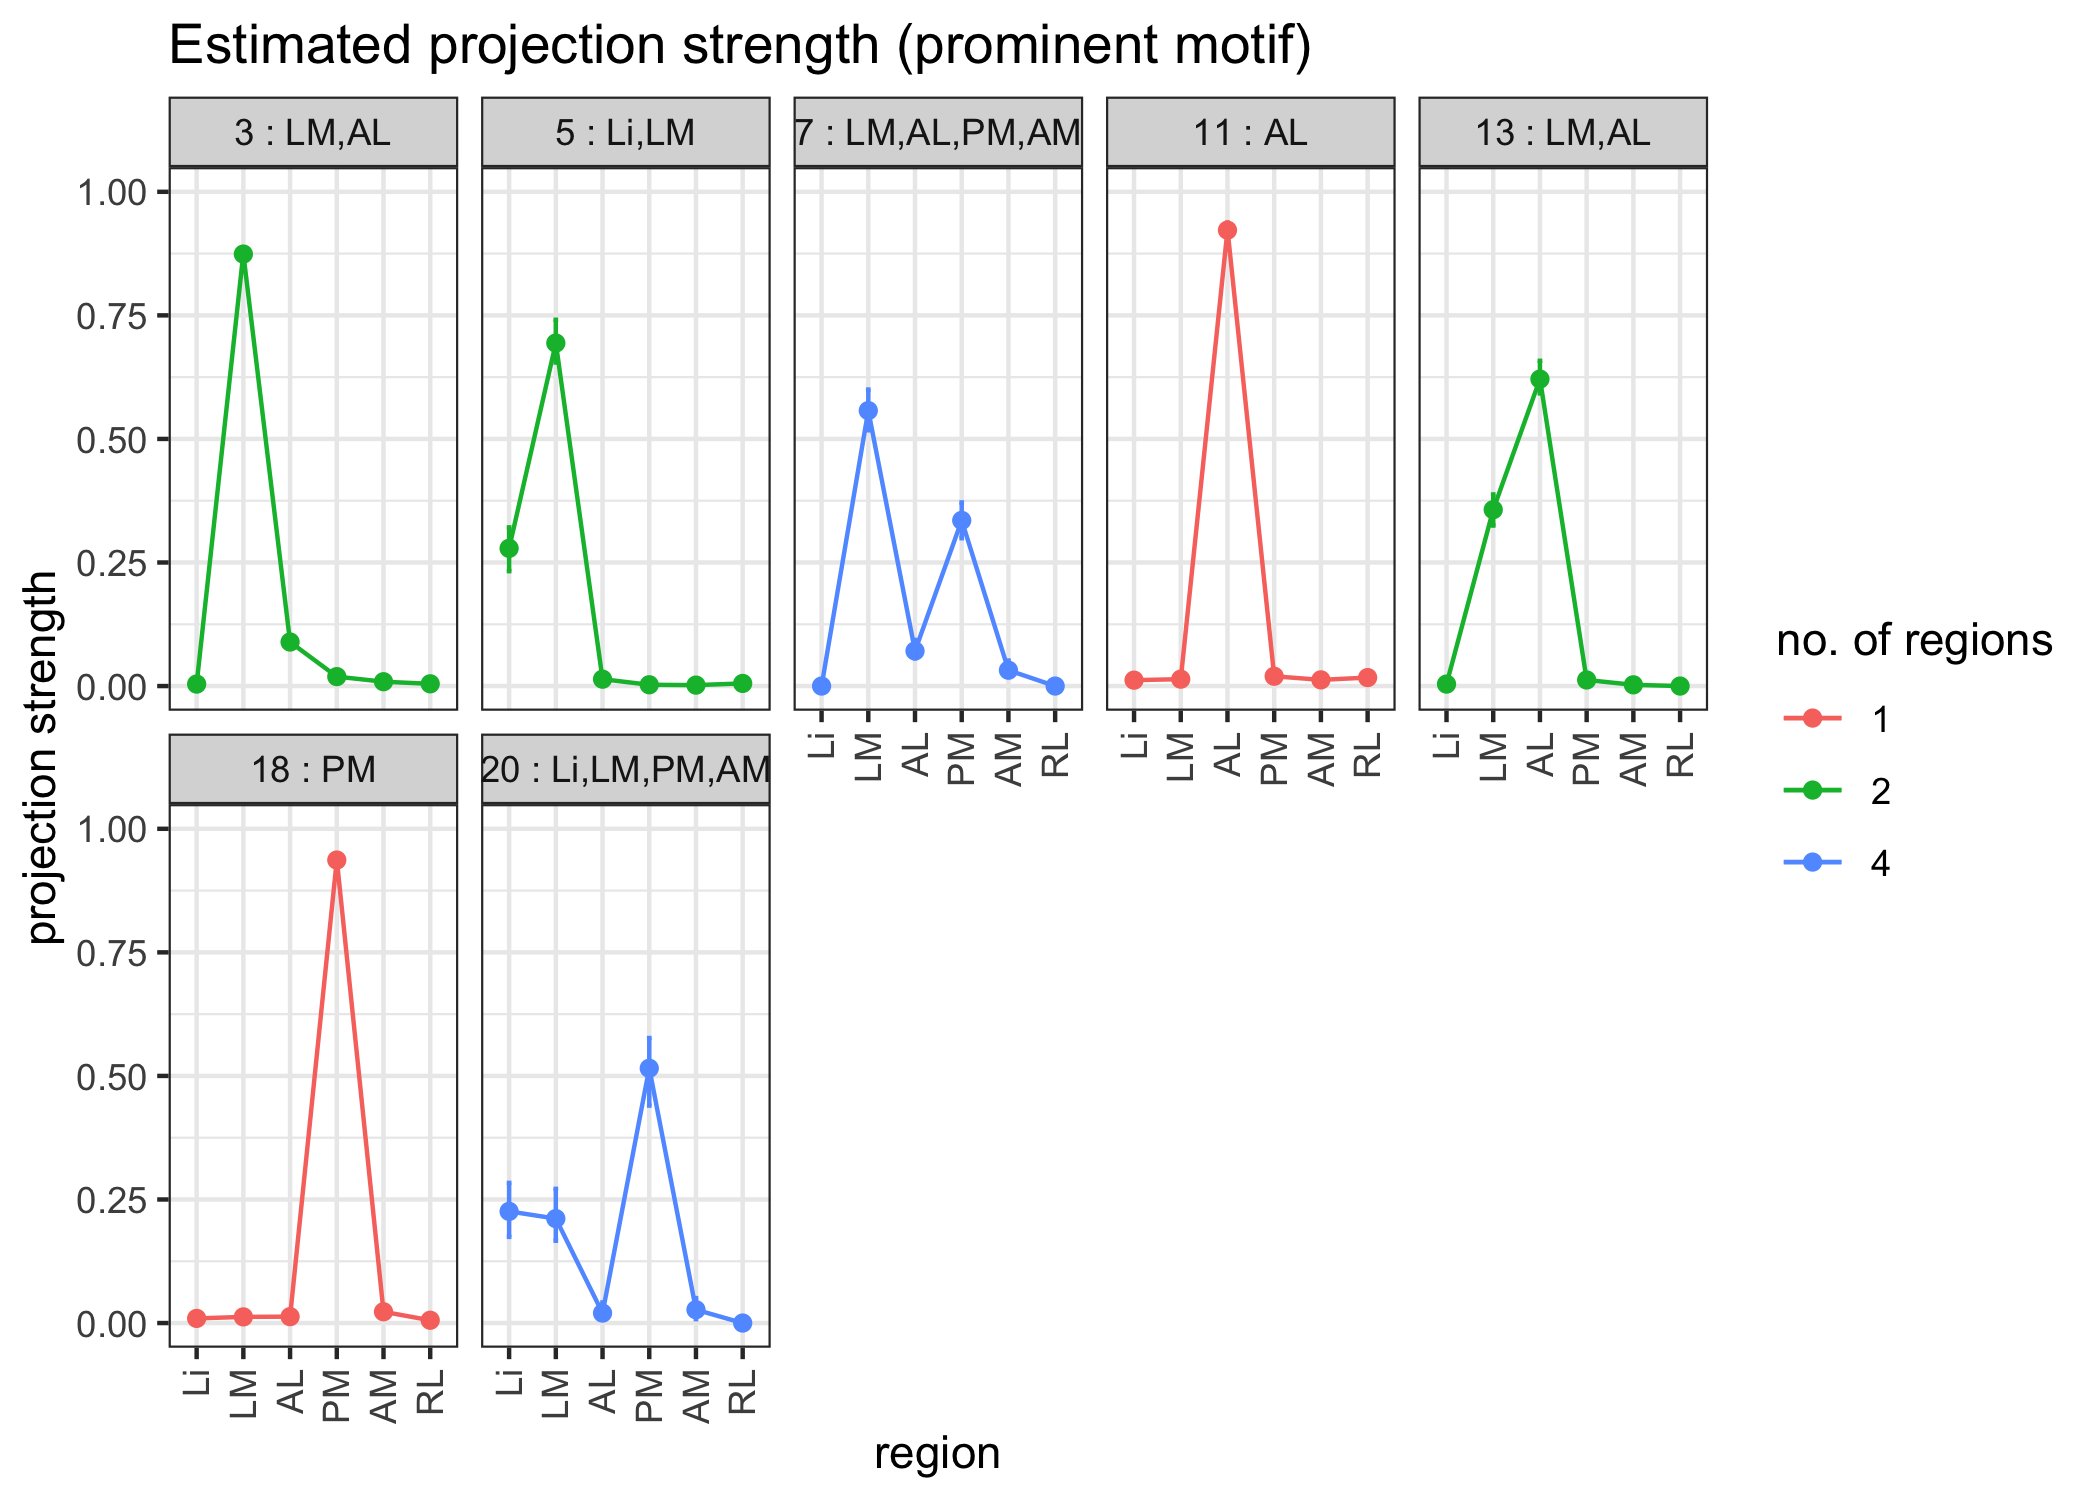 Estimated projection strength (prominent motif)
3 : LM,AL
5 : Li,LM
7 : LM,AL,PM,AM
11 : AL
13 : LM,AL
1.00
0.75
0.50
0.25
0.00
Li LM AL PM AM RL
Li LM AL PM AM RL
Li LM AL PM AM RL
18 : PM
20 : Li,LM,PM,AM
1.00
0.75
0.50
0.25
0.00
Li LM AL PM AM RL
Li LM AL PM AM RL
projection strength
region
no. of regions
1
2
4